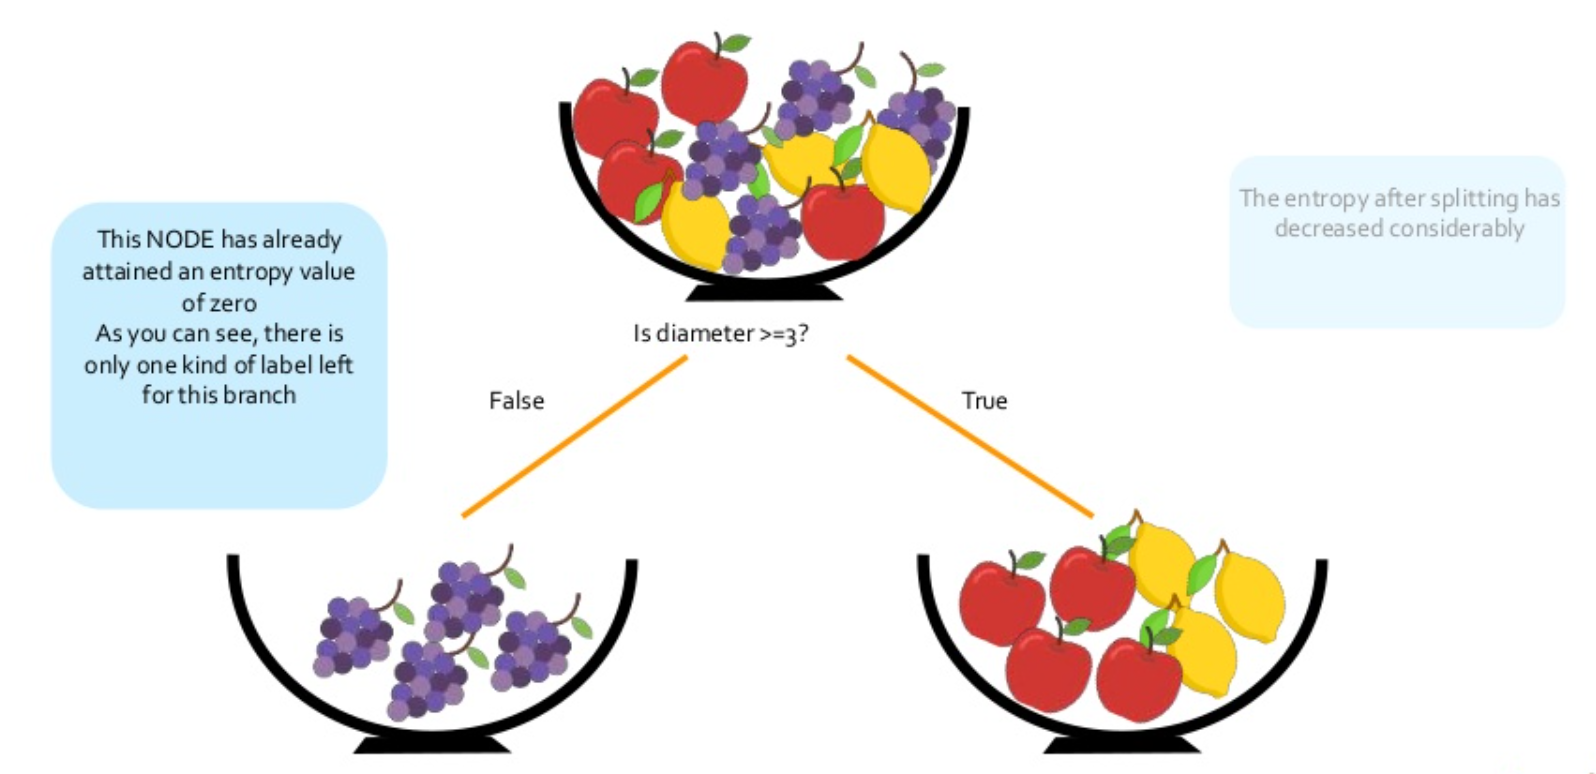 The entropy after splitting has
decreased considerably
This NODE has already
attained an entropy value
of zero
As you can see, there is
only one kind of label left
for this branch
Is diameter >=3?
False
True